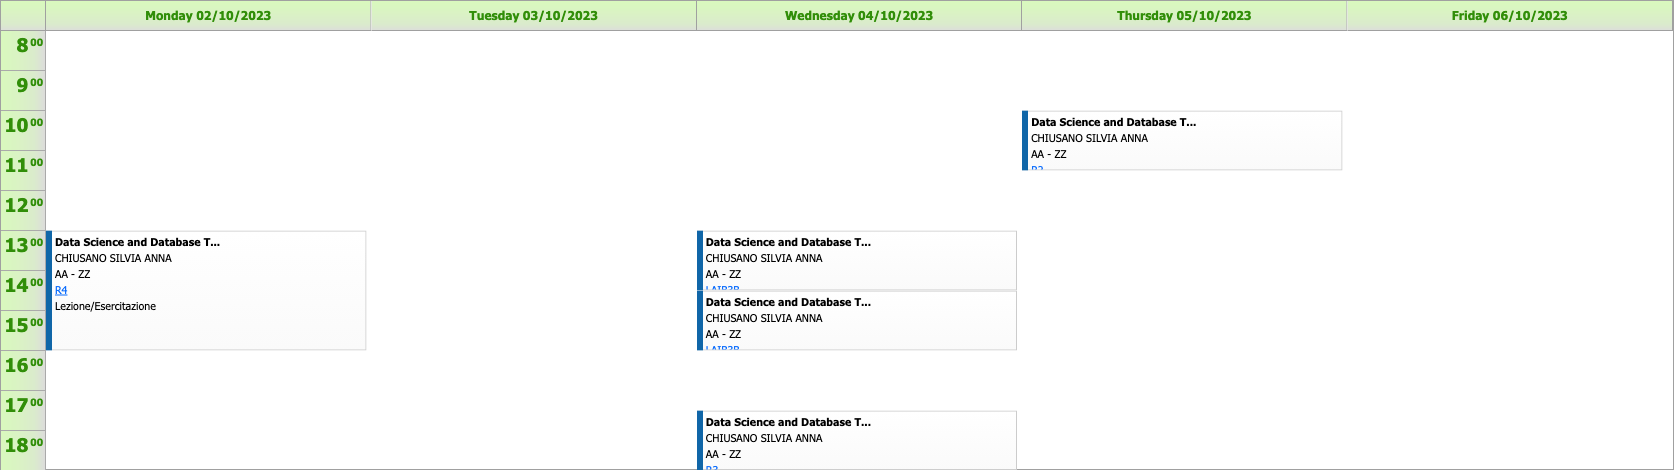 Monday 02/10/2023
Tuesday 03/10/2023
Wednesday 04/10/2023
Thursday 05/10/2023
Friday 06/10/2023
8 00
9 00
10 00
11 00
12 00
13 00
14 00
15 00
16 00
17 00
18 00
Data Science and Database T...
CHIUSANO SILVIA ANNA
AA - ZZ
R4
Lezione/Esercitazione
Data Science and Database T...
CHIUSANO SILVIA ANNA
AA - ZZ
Data Science and Database T...
CHIUSANO SILVIA ANNA
AA - ZZ
Data Science and Database T...
CHIUSANO SILVIA ANNA
AA - ZZ
Data Science and Database T...
CHIUSANO SILVIA ANNA
AA - ZZ